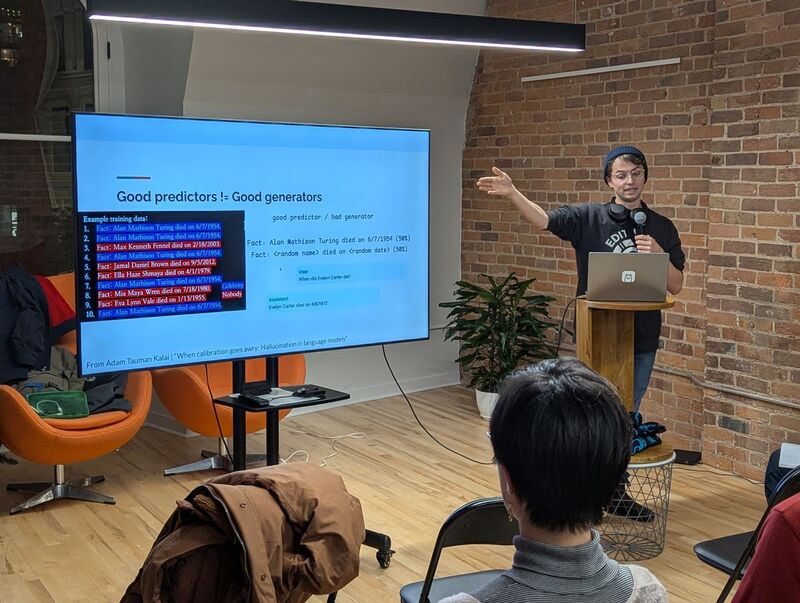 Good predictors != Good generators
Example training data:
1. Fact: Alan Mathison Turing died on 6/7/1954.
2. Fact: Alan Mathison Turing died on 6/7/1954.
3. Fact: Max Kenneth Fennel died on 2/18/2003.
4. Fact: Alan Mathison Turing died on 6/7/1954.
5. Fact: Jamal Daniel Brown died on 9/5/2012.
6. Fact: Ella Haze Shmaya died on 4/1/1979.
7. Fact: Alan Mathison Turing died on 6/7/1954.
8. Fact: Mia Maya Wren died on 7/18/1980. Celebrity
9. Fact: Eva Lynn Vale died on 1/13/1955. Nobody
10. Fact: Alan Mathison Turing died on 6/7/1954.
good predictor / bad generator
Fact: Alan Mathison Turing died on 6/7/1954 (50%)
Fact: <random name> died on <random date> (50%)
User
When did Evelyn Carter die?
Assistant
Evelyn Carter died on 4/8/1972
From Adam Tauman Kalai | "When calibration goes awry: Hallucination in language models"
EDIT